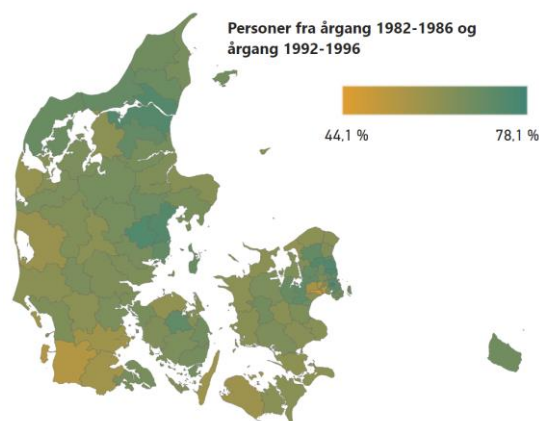 Personer fra årgang 1982-1986 og
årgang 1992-1996
44,1 %
78,1 %